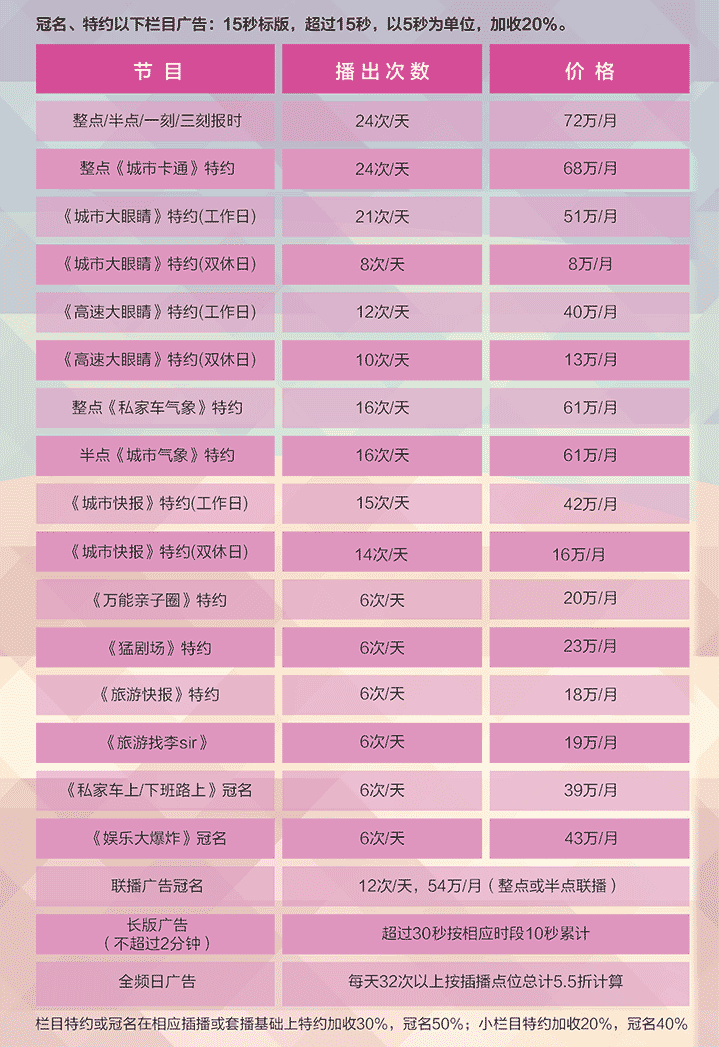 冠名、特约以下栏目广告：15秒标版，超过15秒，以5秒为单位，加收20%。
节目 播出次数 价格
整点/半点/一刻/三刻报时 24次/天 72万/月
整点《城市卡通》特约 24次/天 68万/月
《城市大眼睛》特约(工作日) 21次/天 51万/月
《城市大眼睛》特约(双休日) 8次/天 8万/月
《高速大眼睛》特约(工作日) 12次/天 40万/月
《高速大眼睛》特约(双休日) 10次/天 13万/月
整点《私家车气象》特约 16次/天 61万/月
半点《城市气象》特约 16次/天 61万/月
《城市快报》特约(工作日) 15次/天 42万/月
《城市快报》特约(双休日) 14次/天 16万/月
《万能亲子圈》特约 6次/天 20万/月
《猛剧场》特约 6次/天 23万/月
《旅游快报》特约 6次/天 18万/月
《旅游找李sir》 6次/天 19万/月
《私家车上/下班路上》冠名 6次/天 39万/月
《娱乐大爆炸》冠名 6次/天 43万/月
联播广告冠名 12次/天，54万/月（整点或半点联播）
长版广告
（不超过2分钟） 超过30秒按相应时段10秒累计
全频日广告 每天32次以上按插播点位总计5.5折计算
栏目特约或冠名在相应插播或套播基础上特约加收30%，冠名50%；小栏目特约加收20%，冠名40%